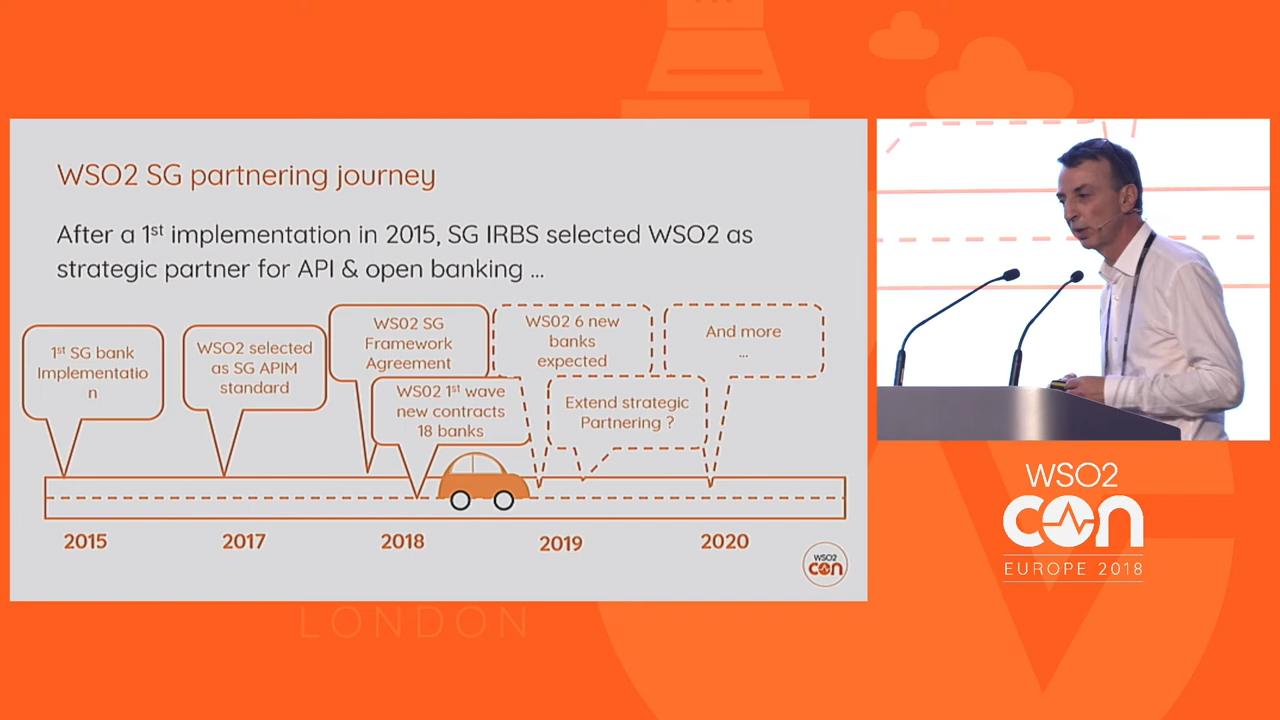 WSO2 SG partnering journey
After a 1st implementation in 2015, SG IRBS selected WSO2 as
strategic partner for API & open banking ...
1st SG bank
Implementatio
n
WSO2 selected
as SG APIM
standard
WS02 SG
Framework
Agreement
WS02 1st wave
new contracts
18 banks
WS02 6 new
banks
expected
Extend strategic
Partnering ?
And more
...
2015
2017
2018
2019
2020
WSO2
con
WSO2
con
EUROPE 2018
LONDON